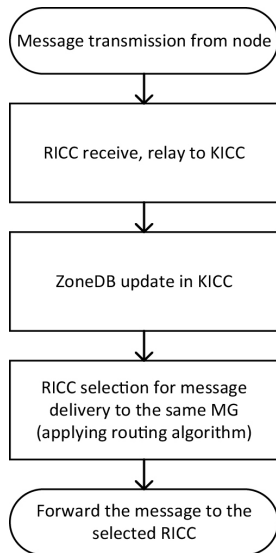 Message transmission from node
RICC receive, relay to KICC
ZoneDB update in KICC
RICC selection for message
delivery to the same MG
(applying routing algorithm)
Forward the message to the
selected RICC